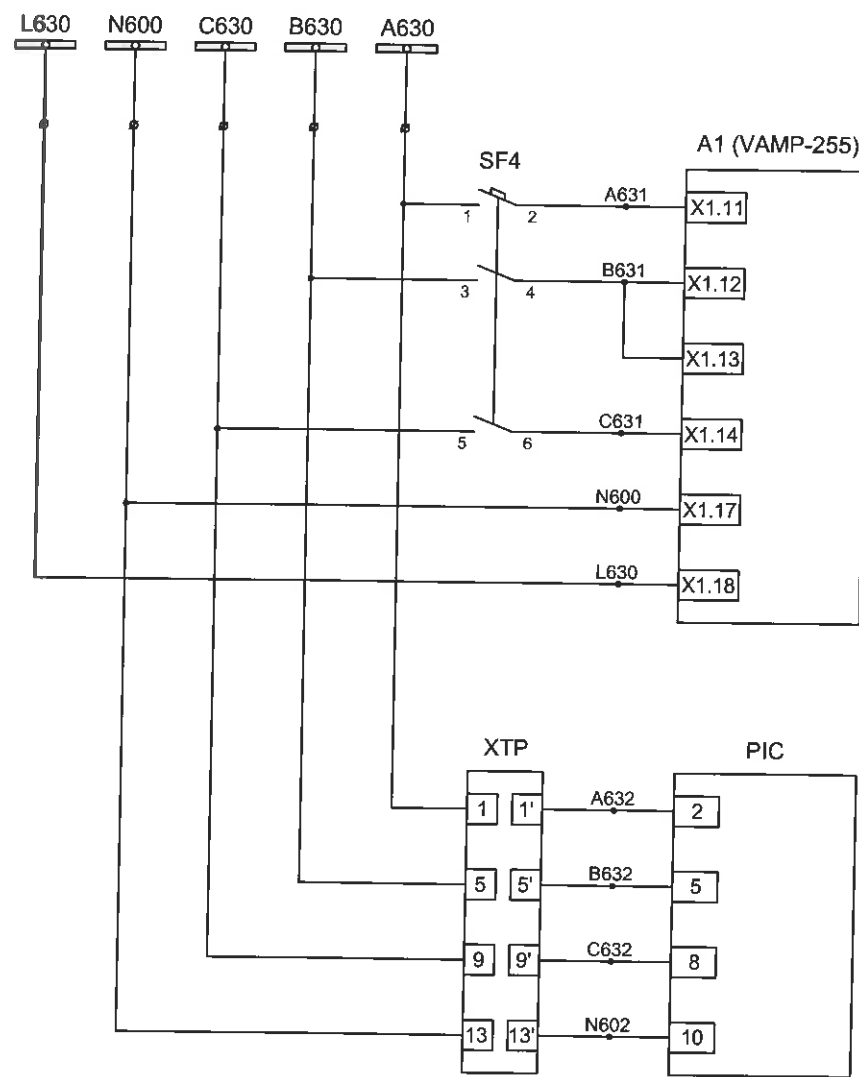 L630 N600 C630 B630 A630
A1 (VAMP-255)
SF4
1 2 A631 X1.11
3 4 B631 X1.12
X1.13
5 6 C631 X1.14
N600 X1.17
L630 X1.18
XTP PIC
1 1' A632 2
5 5' B632 5
9 9' C632 8
13 13' N602 10